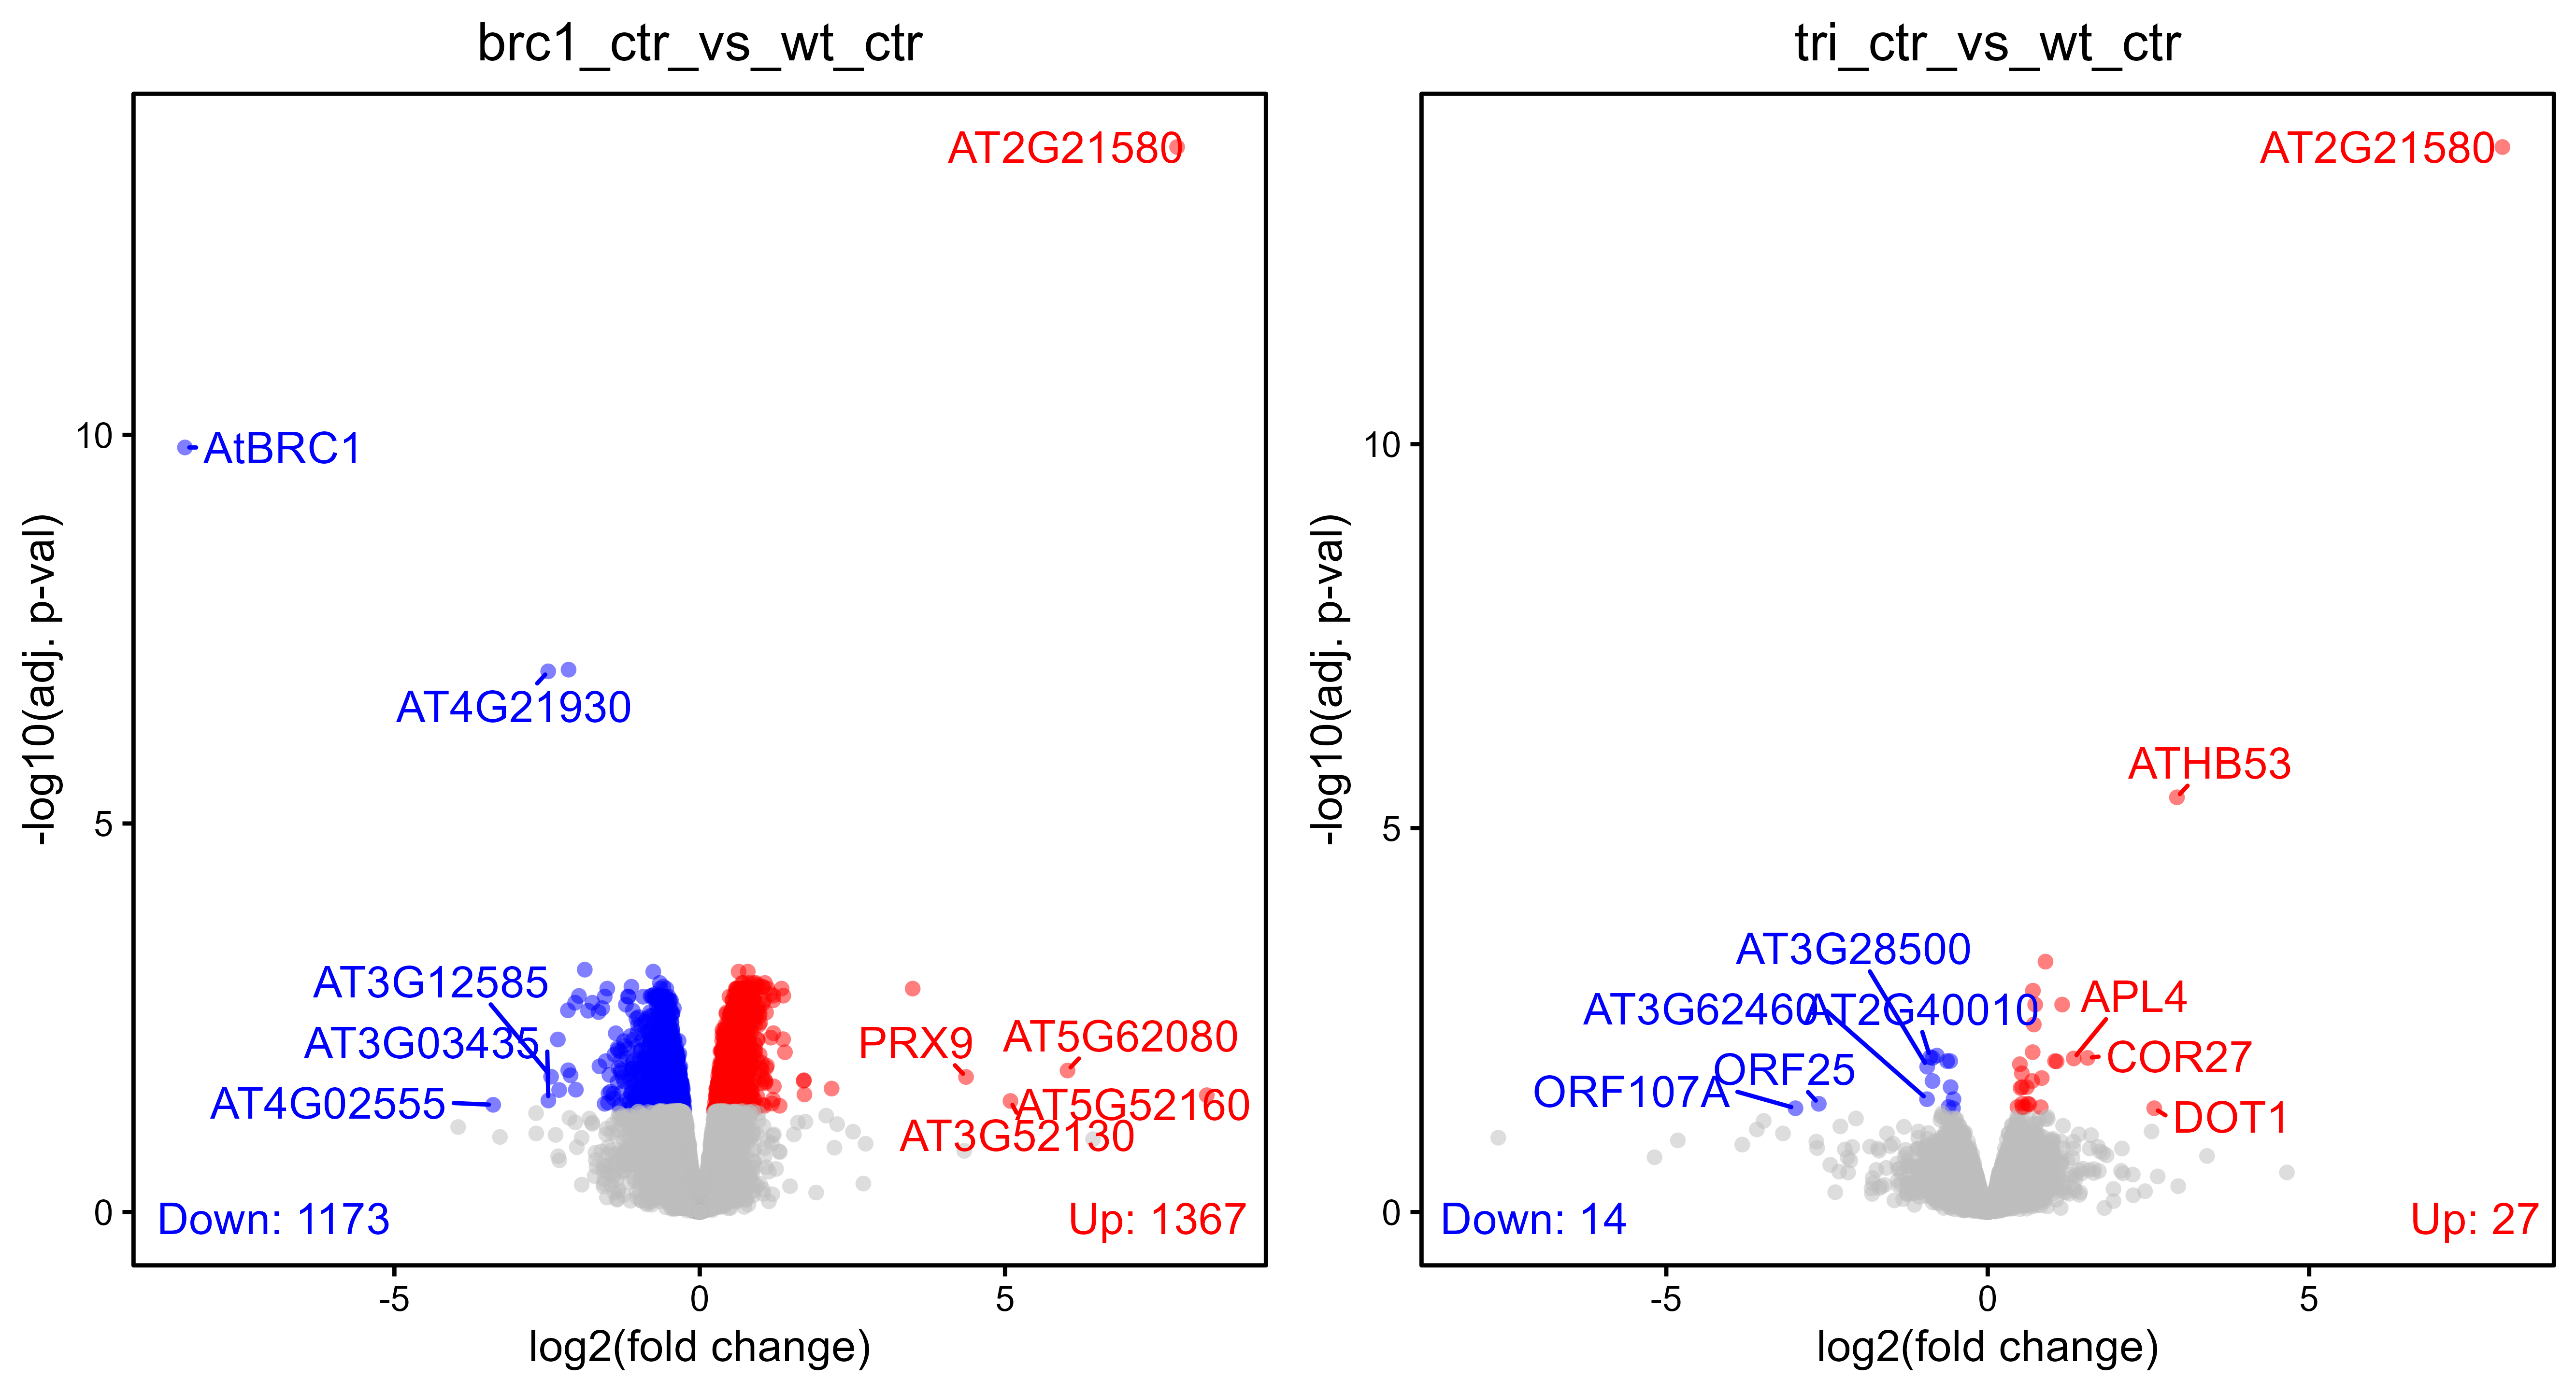 brc1_ctr_vs_wt_ctr
AT2G21580
10
AtBRC1
AT4G21930
-log10(adj. p-val)
5
AT3G12585
AT3G03435
AT4G02555
PRX9
AT5G62080
AT5G52160
AT3G52130
0
Down: 1173
Up: 1367
-5
0
5
log2(fold change)
tri_ctr_vs_wt_ctr
AT2G21580
10
ATHB53
-log10(adj. p-val)
5
AT3G28500
AT3G62460
AT2G40010
APL4
COR27
ORF25
ORF107A
DOT1
0
Down: 14
Up: 27
-5
0
5
log2(fold change)